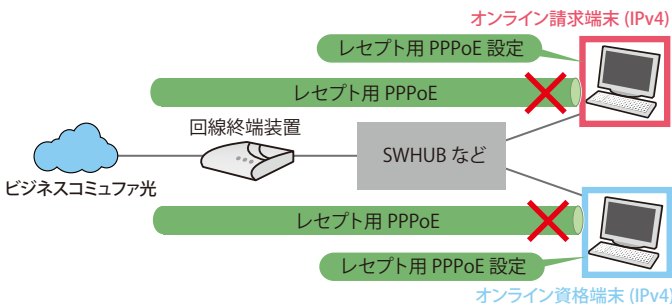 オンライン請求端末 (IPv4)
レセプト用 PPPoE 設定
レセプト用 PPPoE
回線終端装置
SWHUB など
ビジネスコミュファ光
レセプト用 PPPoE
レセプト用 PPPoE 設定
オンライン資格端末 (IPv4)